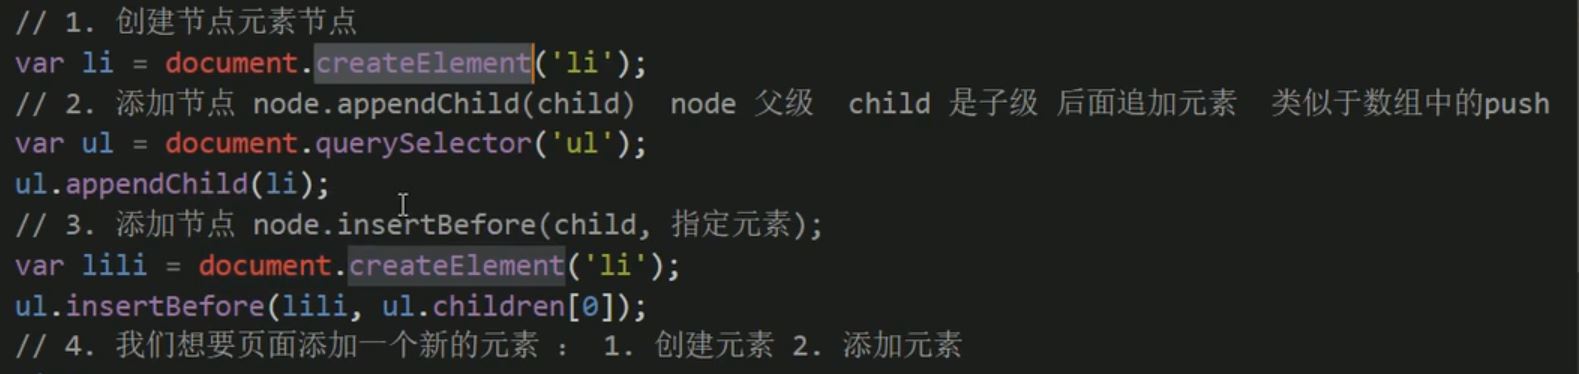 // 1. 创建节点元素节点
var li = document.createElement('li');
// 2. 添加节点 node.appendChild(child)  node 父级  child 是子级 后面追加元素  类似于数组中的push
var ul = document.querySelector('ul');
ul.appendChild(li);
// 3. 添加节点 node.insertBefore(child, 指定元素);
var lili = document.createElement('li');
ul.insertBefore(lili, ul.children[0]);
// 4. 我们想要页面添加一个新的元素 ： 1. 创建元素 2. 添加元素